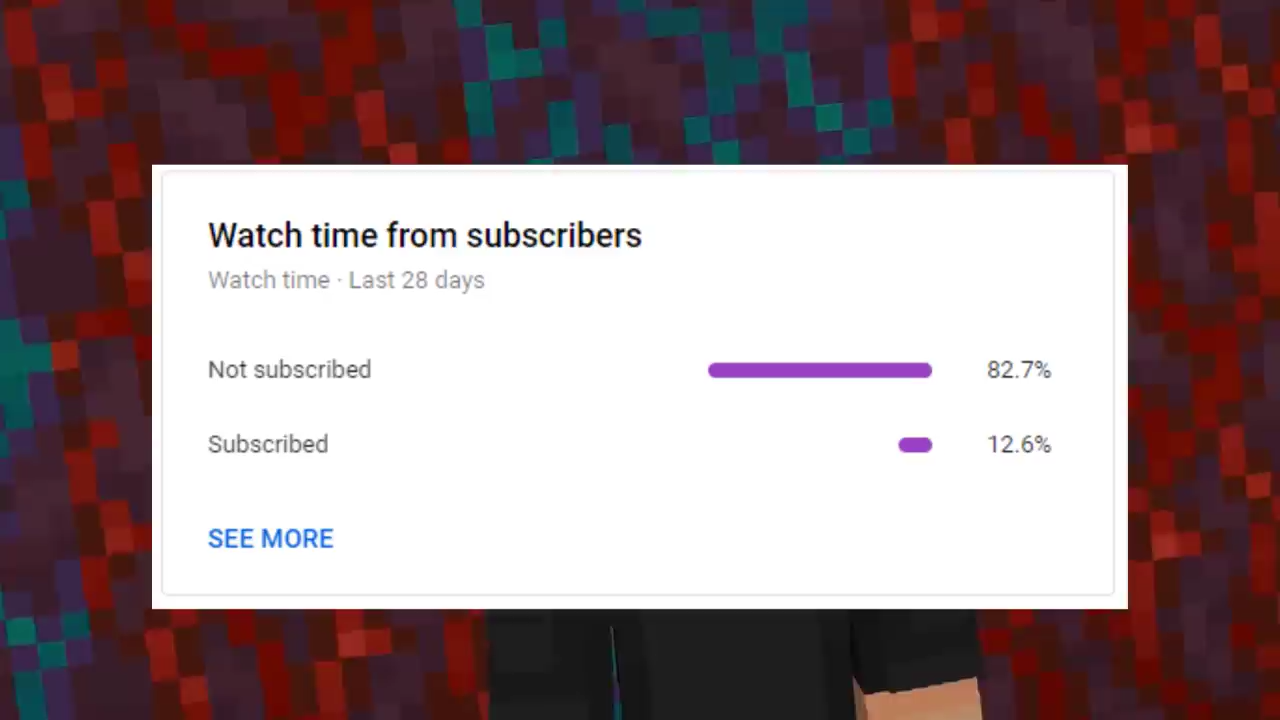 Watch time from subscribers
Watch time · Last 28 days
Not subscribed 82.7%
Subscribed 12.6%
SEE MORE